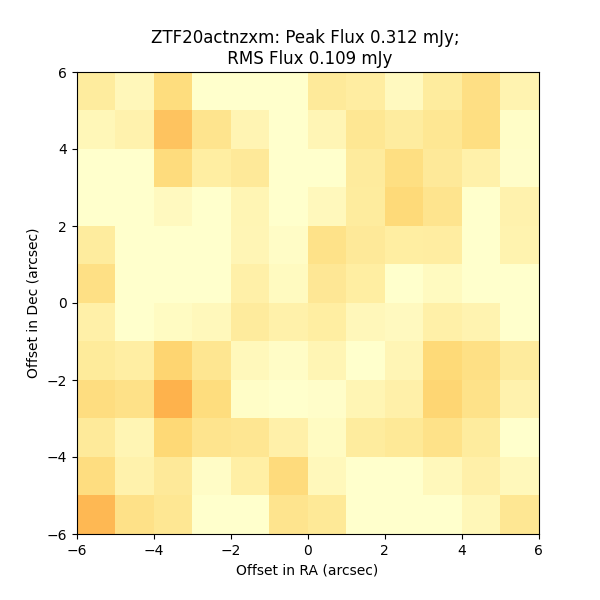 ZTF20actnzxm: Peak Flux 0.312 mJy;
RMS Flux 0.109 mJy
6
4
2
0
−2
−4
−6
Offset in Dec (arcsec)
−6 −4 −2 0 2 4 6
Offset in RA (arcsec)